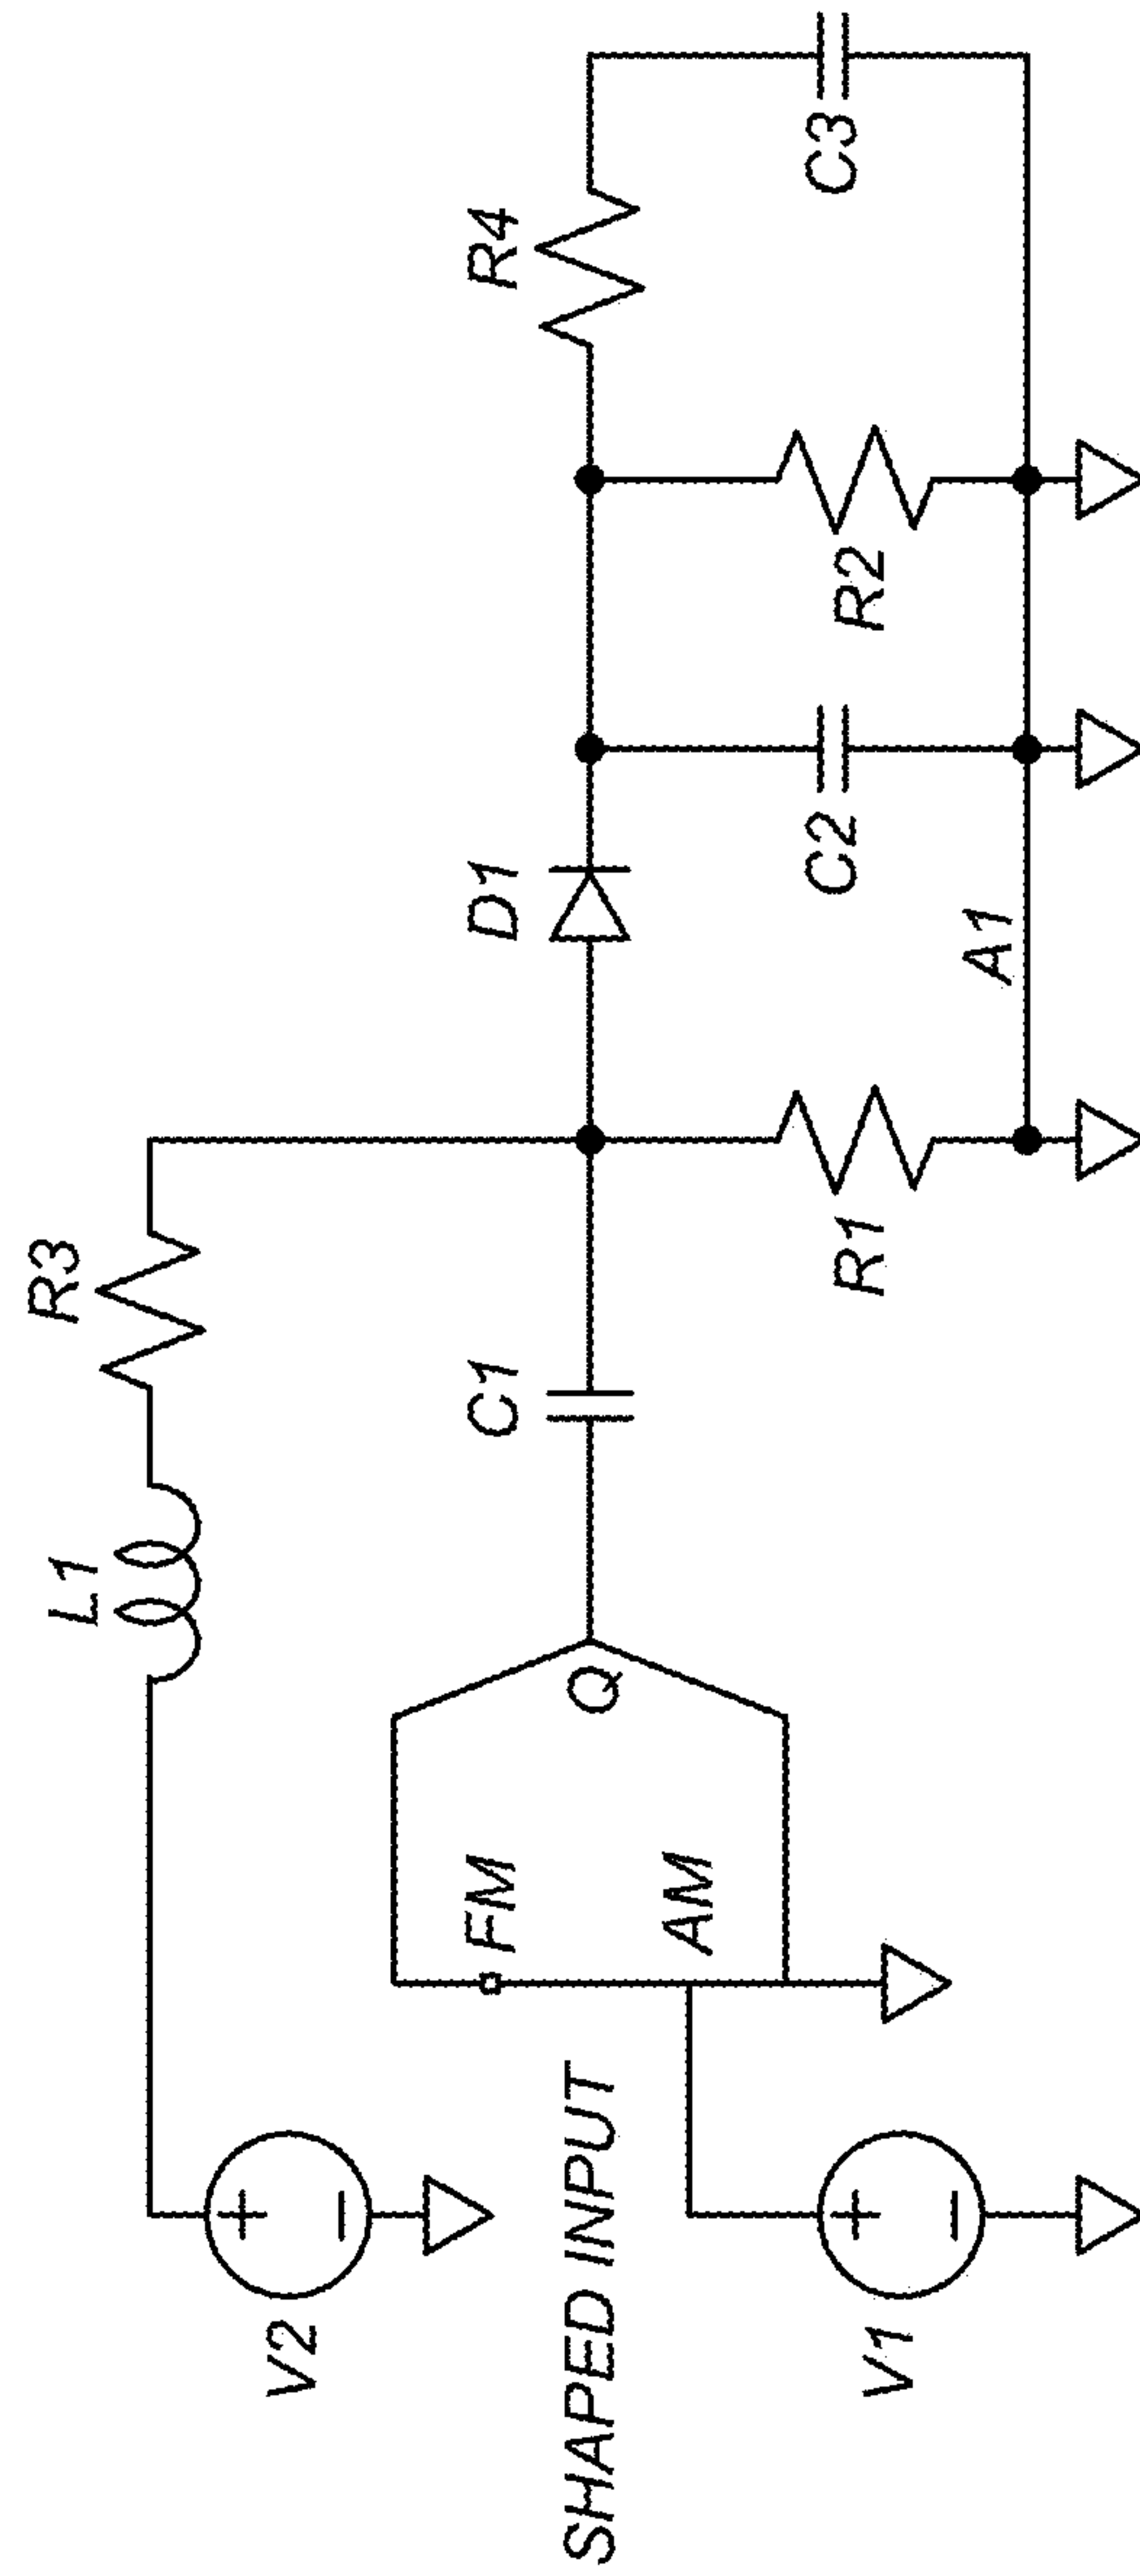 R3
L1
V2
R4
D1
C1
Q
FM
AM
SHAPED INPUT
C3
R2
C2
A1
R1
V1
+
−
+
−